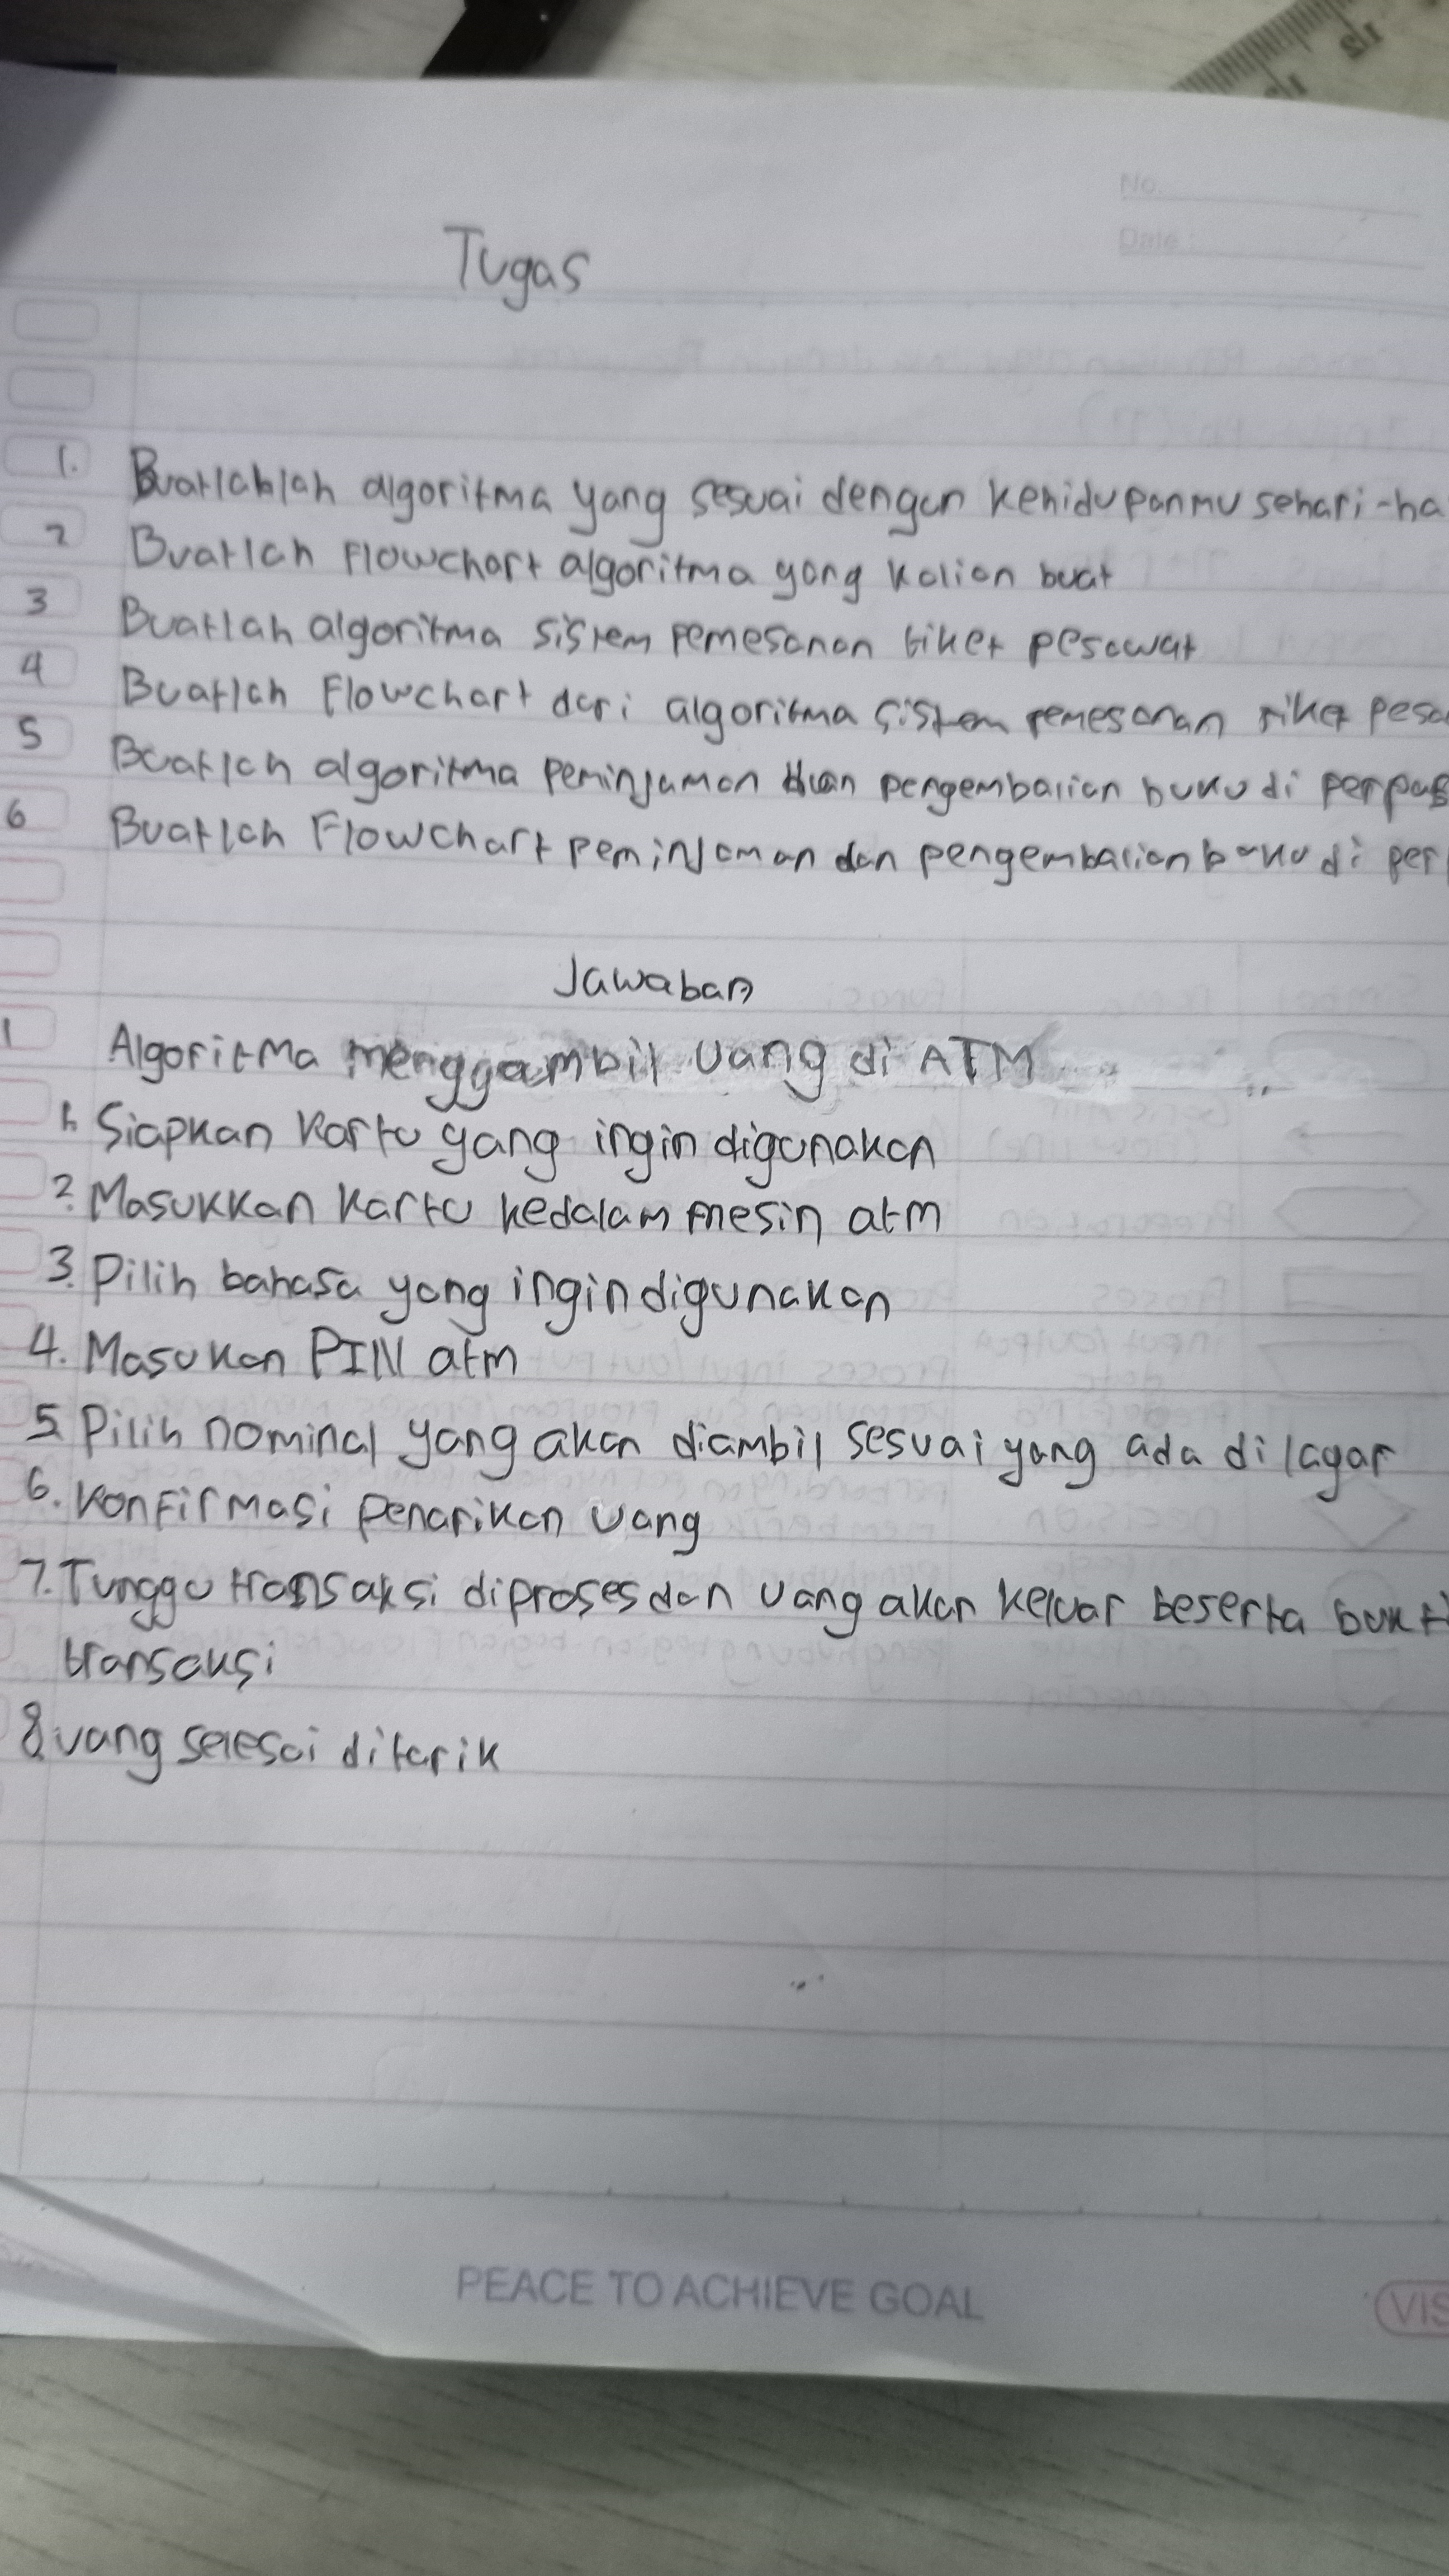 No.
Date :
Tugas
1. Buatlablah algoritma yang sesuai dengan kehidupanmu sehari-ha
2 Buatlah Flowchart algoritma yang kalian buat
3 Buatlah algoritma sistem pemesanan tiket pesawat
4 Buatlah Flowchart dari algoritma sistem pemesanan tiket pesa
5 Buatlah algoritma peminjaman dan pengembalian buku di perpus
6 Buatlah Flowchart peminjaman dan pengembalian buku di per
Jawaban
1 Algoritma menggambil uang di ATM
1. Siapkan kartu yang ingin digunakan
2. Masukkan kartu kedalam mesin atm
3. Pilih bahasa yang ingin digunakan
4. Masukan PIN atm
5. Pilih nominal yang akan diambil sesuai yang ada di lagar
6. Konfirmasi penarikan uang
7. Tunggu transaksi diproses dan uang akan keluar beserta bukti
transaksi
8. uang selesai ditarik
PEACE TO ACHIEVE GOAL
VIS